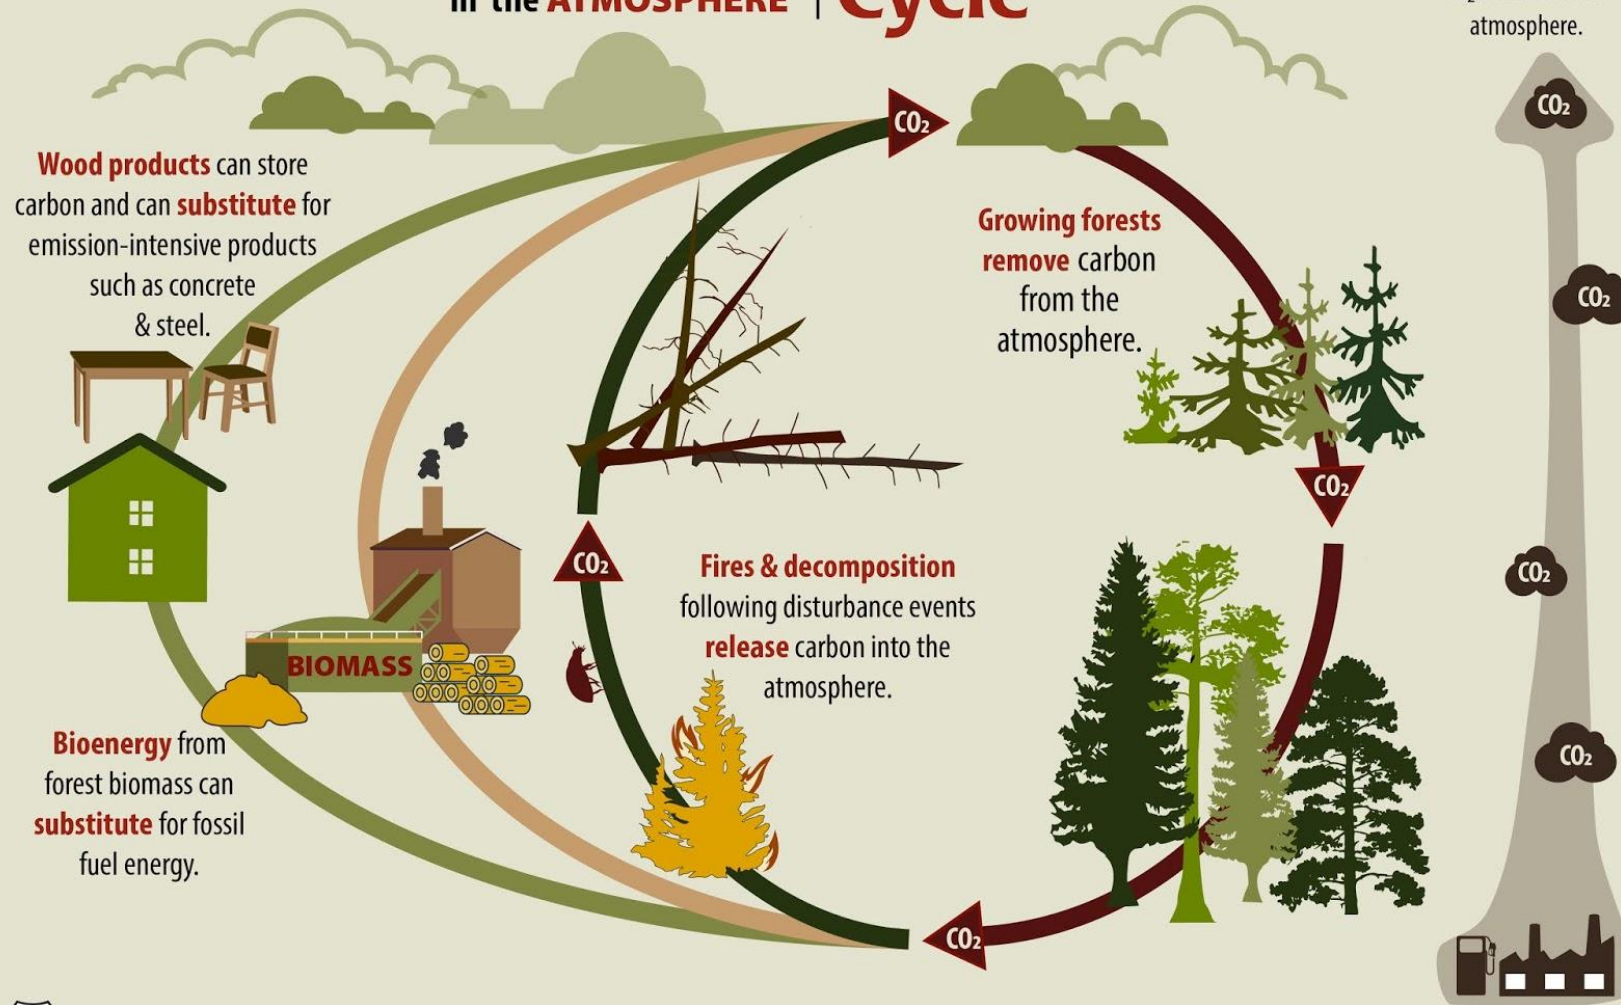 in the ATMOSPHERE
Cycle
atmosphere.
CO₂
CO₂
Wood products can store
carbon and can substitute for
emission-intensive products
such as concrete
& steel.
Growing forests
remove carbon
from the
atmosphere.
CO₂
CO₂
CO₂
Fires & decomposition
following disturbance events
release carbon into the
atmosphere.
CO₂
BIOMASS
Bioenergy from
forest biomass can
substitute for fossil
fuel energy.
CO₂
CO₂